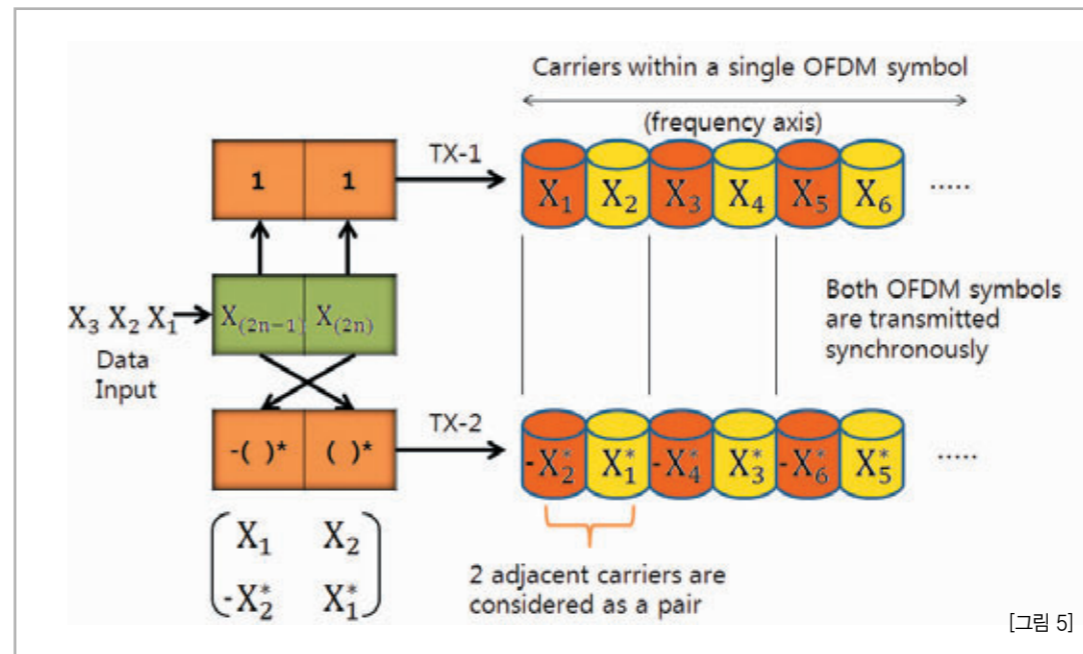 Carriers within a single OFDM symbol
(frequency axis)
TX-1
1 1
X₁ X₂ X₃ X₄ X₅ X₆ .....
X₃ X₂ X₁
X₍₂ₙ₋₁₎ X₍₂ₙ₎
Data
Input
Both OFDM symbols
are transmitted
synchronously
TX-2
-( )* ( )*
-X₂* X₁* -X₄* X₃* -X₆* X₅* .....
X₁ X₂
-X₂* X₁*
2 adjacent carriers are
considered as a pair
[그림 5]